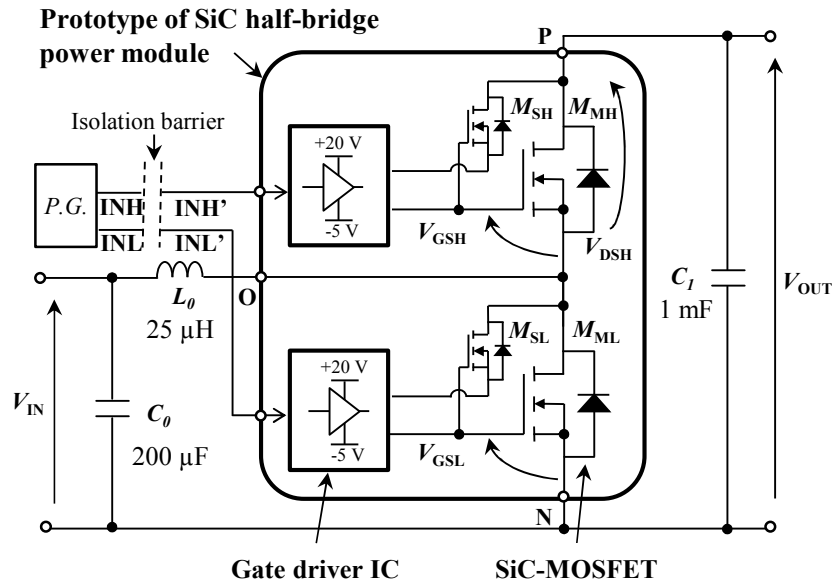 Prototype of SiC half-bridge
power module
P
Isolation barrier
M_SH
M_MH
+20 V
-5 V
P.G.
INH
INH’
INL
INL’
V_GSH
V_DSH
O
L_0
25 µH
C_1
1 mF
V_OUT
M_SL
M_ML
+20 V
-5 V
V_IN
C_0
200 µF
V_GSL
N
Gate driver IC
SiC-MOSFET